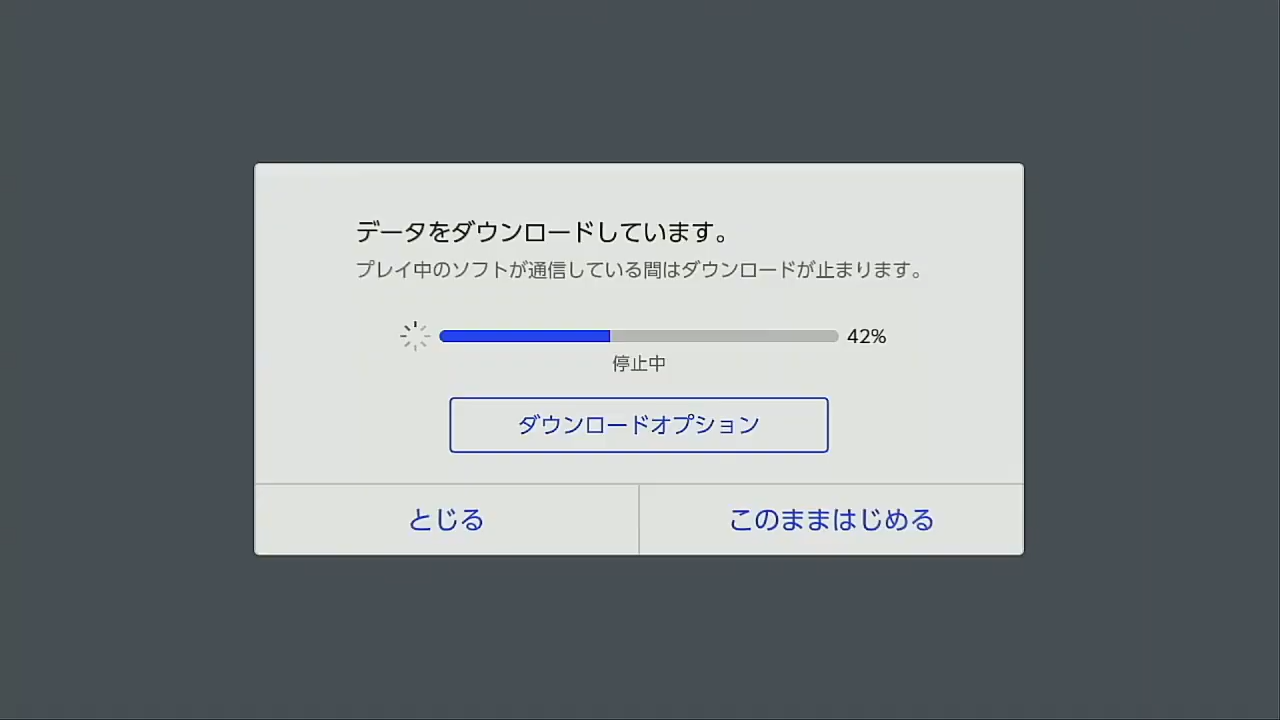 データをダウンロードしています。
プレイ中のソフトが通信している間はダウンロードが止まります。
42%
停止中
ダウンロードオプション
とじる
このままはじめる